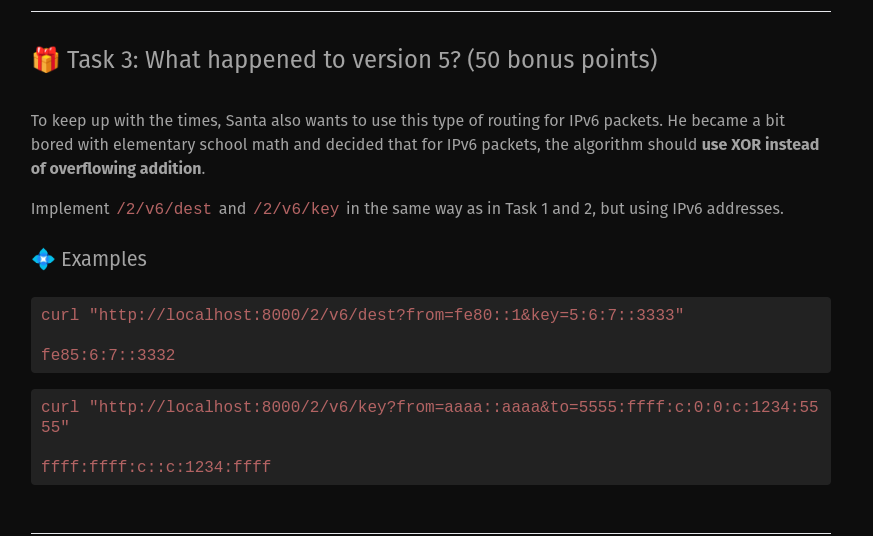 🎁 Task 3: What happened to version 5? (50 bonus points)
To keep up with the times, Santa also wants to use this type of routing for IPv6 packets. He became a bit
bored with elementary school math and decided that for IPv6 packets, the algorithm should use XOR instead
of overflowing addition.
Implement /2/v6/dest and /2/v6/key in the same way as in Task 1 and 2, but using IPv6 addresses.
💠 Examples
curl "http://localhost:8000/2/v6/dest?from=fe80::1&key=5:6:7::3333"
fe85:6:7::3332
curl "http://localhost:8000/2/v6/key?from=aaaa::aaaa&to=5555:ffff:c:0:0:c:1234:55
55"
ffff:ffff:c::c:1234:ffff